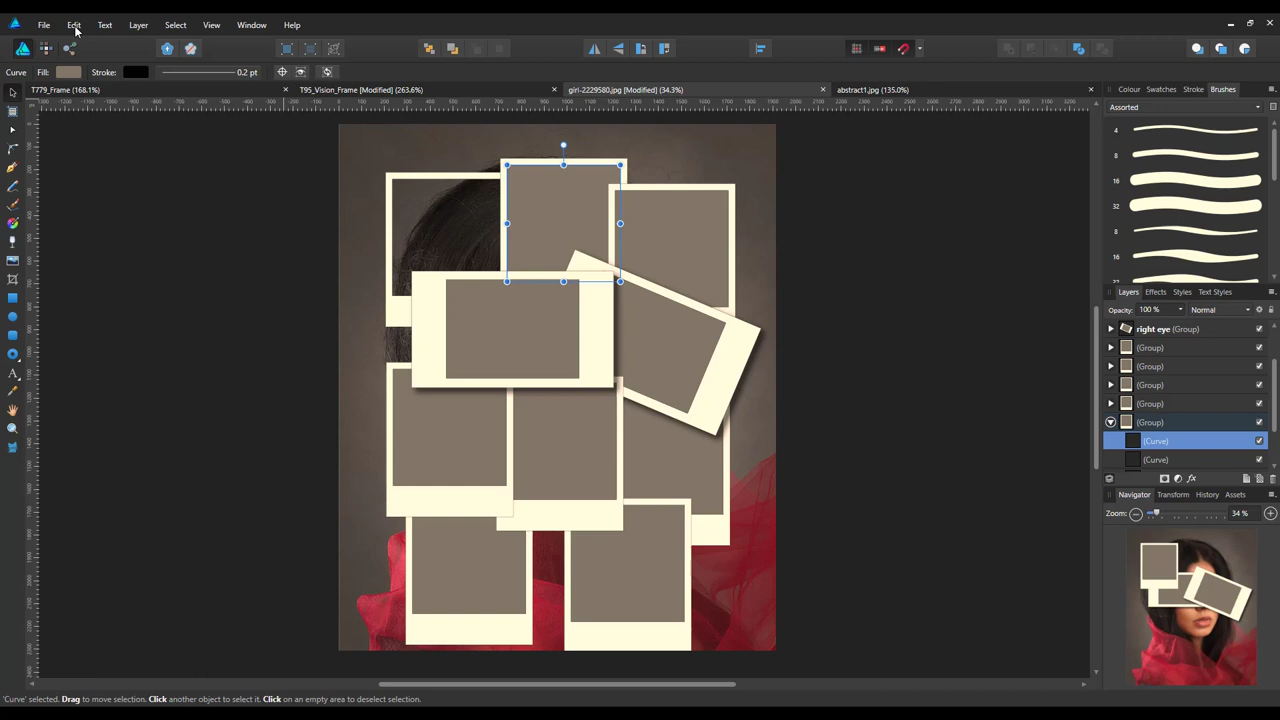 File Edit Text Layer Select View Window Help
Curve Fill: Stroke: 0.2 pt
T779_Frame (168.1%) × T95_Vision_Frame [Modified] (263.6%) × girl-2229580.jpg [Modified] (34.3%) × abstract1.jpg (135.0%) ×
Colour Swatches Stroke Brushes
Assorted
4
8
16
32
8
16
32
Layers Effects Styles Text Styles
Opacity: 100 % Normal
right eye (Group)
(Group)
(Group)
(Group)
(Group)
(Group)
(Curve)
(Curve)
Navigator Transform History Assets
Zoom: 34 %
'Curve' selected. Drag to move selection. Click another object to select it. Click on an empty area to deselect selection.